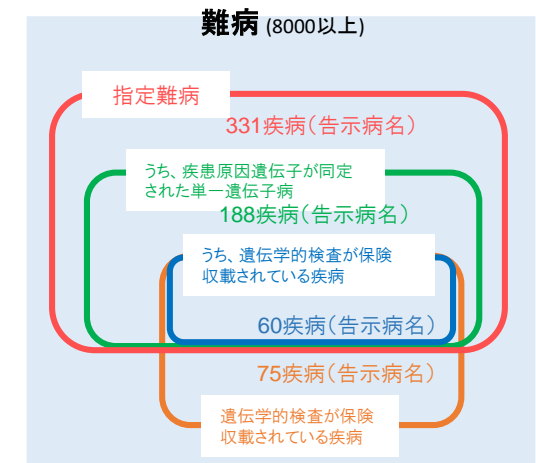 難病 (8000以上)
指定難病
331疾病(告示病名)
うち、疾患原因遺伝子が同定
された単一遺伝子病
188疾病(告示病名)
うち、遺伝学的検査が保険
収載されている疾病
60疾病(告示病名)
75疾病(告示病名)
遺伝学的検査が保険
収載されている疾病